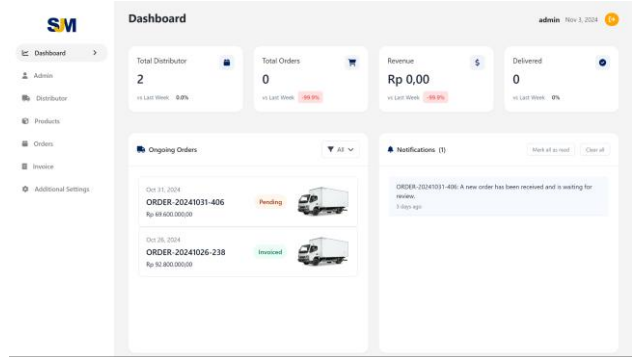 SJM
Dashboard
Admin
Distributor
Products
Orders
Invoice
Additional Settings
Dashboard
admin Nov 3, 2024
Total Distributor
2
vs Last Week 0.0%
Total Orders
0
vs Last Week -99.9%
Revenue
$
Rp 0,00
vs Last Week -99.9%
Delivered
0
vs Last Week 0%
Ongoing Orders
All
Oct 31, 2024
ORDER-20241031-406
Rp 69.600.000,00
Pending
Oct 26, 2024
ORDER-20241026-238
Rp 92.800.000,00
Invoiced
Notifications (1)
Mark all as read
Clear all
ORDER-20241031-406: A new order has been received and is waiting for
review.
3 days ago